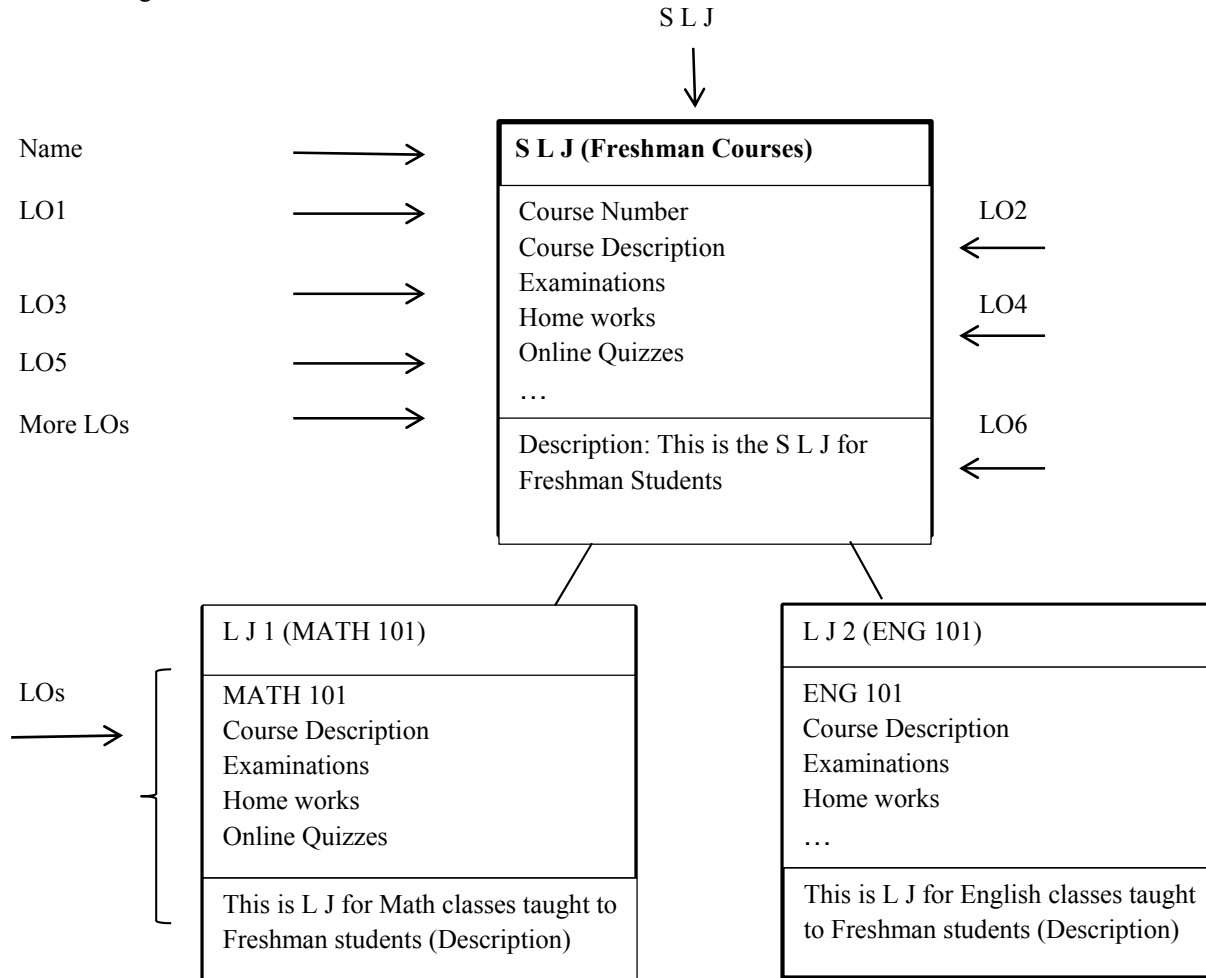 S L J
Name
S L J (Freshman Courses)
LO1
Course Number
LO2
Course Description
Examinations
LO3
Home works
LO4
Online Quizzes
LO5
…
More LOs
LO6
Description: This is the S L J for
Freshman Students
L J 1 (MATH 101)
LOs
MATH 101
Course Description
Examinations
Home works
Online Quizzes
This is L J for Math classes taught to
Freshman students (Description)
L J 2 (ENG 101)
ENG 101
Course Description
Examinations
Home works
…
This is L J for English classes taught
to Freshman students (Description)